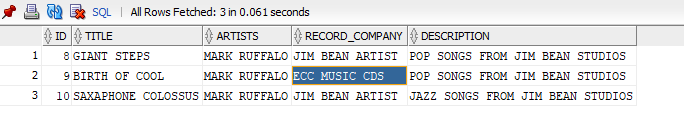 SQL | All Rows Fetched: 3 in 0.061 seconds
ID TITLE ARTISTS RECORD_COMPANY DESCRIPTION
1 8 GIANT STEPS MARK RUFFALO JIM BEAN ARTIST POP SONGS FROM JIM BEAN STUDIOS
2 9 BIRTH OF COOL MARK RUFFALO ECC MUSIC CDS POP SONGS FROM JIM BEAN STUDIOS
3 10 SAXAPHONE COLOSSUS MARK RUFFALO JIM BEAN ARTIST JAZZ SONGS FROM JIM BEAN STUDIOS